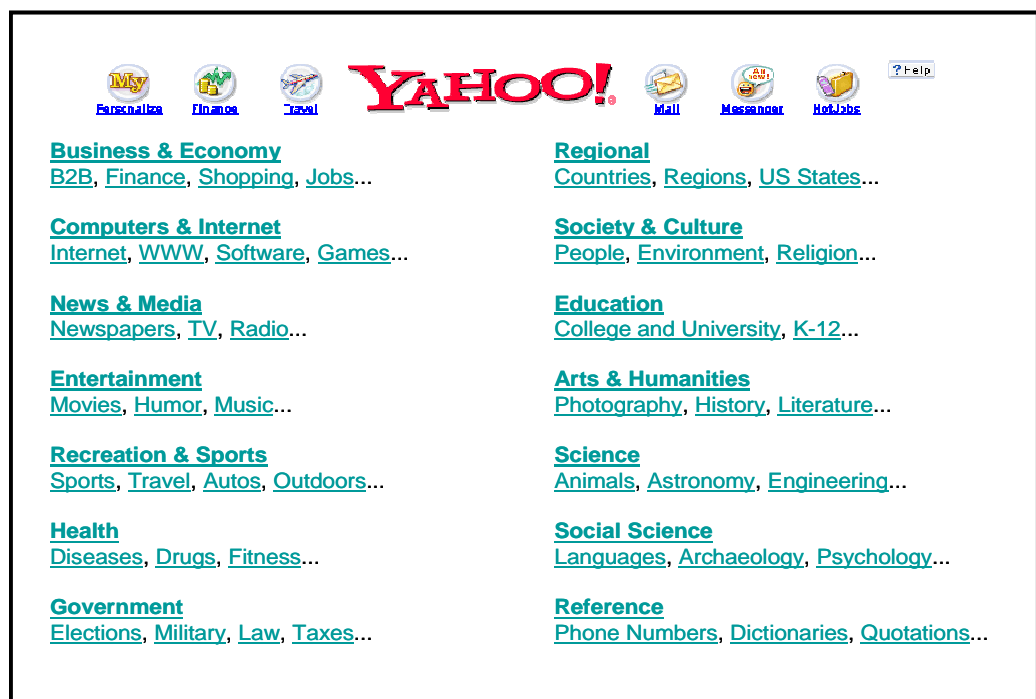 My YAHOO! All new! ? Help
Personalize Finance Travel Mail Messenger HotJobs
Business & Economy
B2B, Finance, Shopping, Jobs...
Regional
Countries, Regions, US States...
Computers & Internet
Internet, WWW, Software, Games...
Society & Culture
People, Environment, Religion...
News & Media
Newspapers, TV, Radio...
Education
College and University, K-12...
Entertainment
Movies, Humor, Music...
Arts & Humanities
Photography, History, Literature...
Recreation & Sports
Sports, Travel, Autos, Outdoors...
Science
Animals, Astronomy, Engineering...
Health
Diseases, Drugs, Fitness...
Social Science
Languages, Archaeology, Psychology...
Government
Elections, Military, Law, Taxes...
Reference
Phone Numbers, Dictionaries, Quotations...